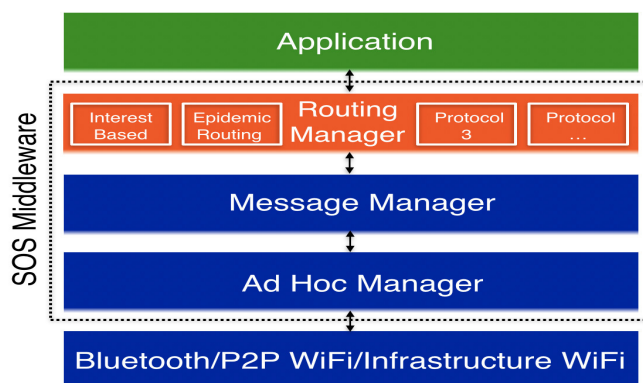 Application
SOS Middleware
Interest
Based
Epidemic
Routing
Routing
Manager
Protocol
3
Protocol
...
Message Manager
Ad Hoc Manager
Bluetooth/P2P WiFi/Infrastructure WiFi